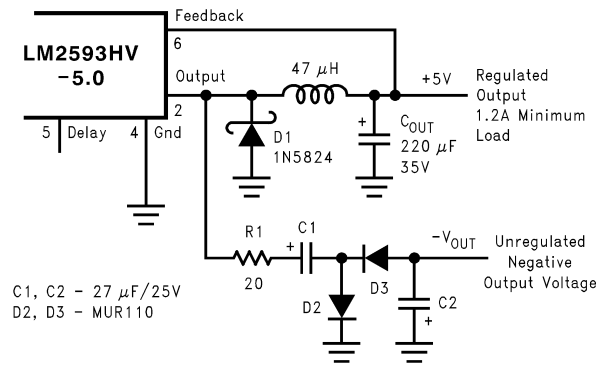 Feedback
LM2593HV
-5.0
6
Output
2
5
Delay
4
Gnd
47 μH
+5V
Regulated
Output
1.2A Minimum
Load
D1
1N5824
+
COUT
220 μF
35V
R1
20
C1
+
-VOUT
Unregulated
Negative
Output Voltage
D2
D3
C2
+
C1, C2 - 27 μF/25V
D2, D3 - MUR110